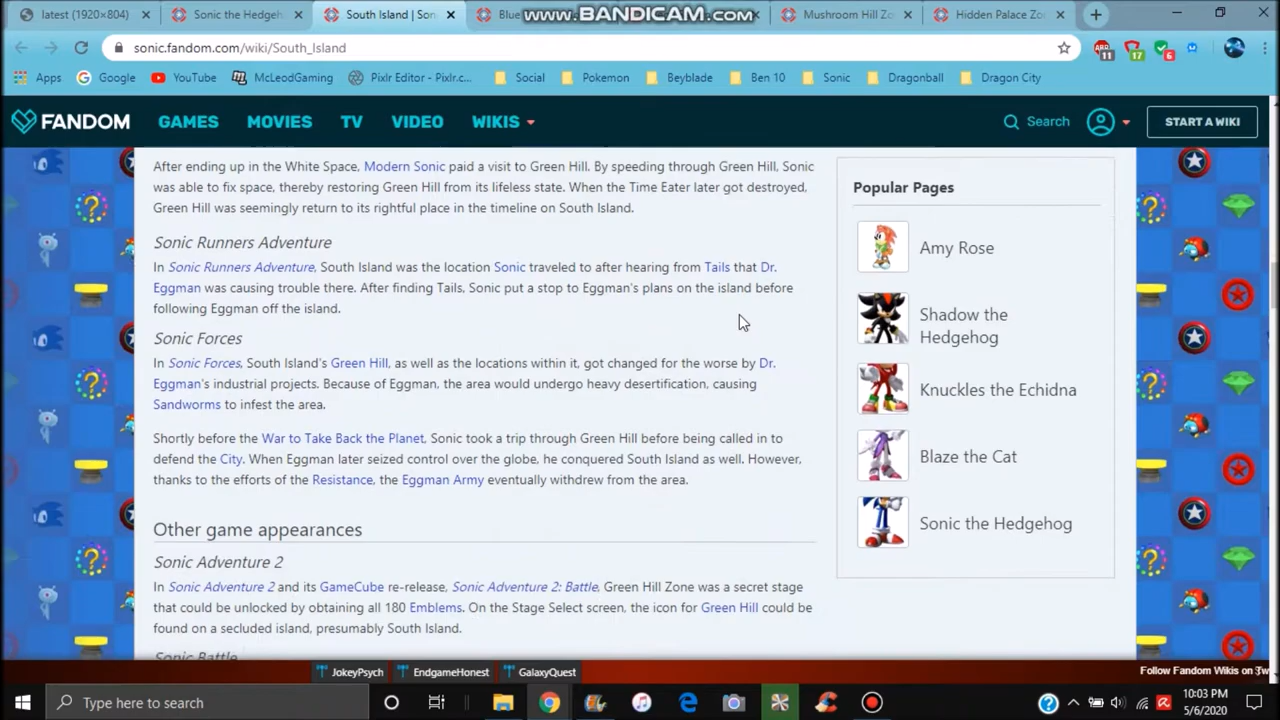 latest (1920×804)
Sonic the Hedgeh
South Island | Son
Blue
www.BANDICAM.com
Mushroom Hill Zo
Hidden Palace Zo
sonic.fandom.com/wiki/South_Island
11
17
6
Apps
Google
YouTube
McLeodGaming
Pixlr Editor - Pixlr.c...
Social
Pokemon
Beyblade
Ben 10
Sonic
Dragonball
Dragon City
FANDOM
GAMES
MOVIES
TV
VIDEO
WIKIS
Search
START A WIKI
After ending up in the White Space, Modern Sonic paid a visit to Green Hill. By speeding through Green Hill, Sonic
was able to fix space, thereby restoring Green Hill from its lifeless state. When the Time Eater later got destroyed,
Green Hill was seemingly return to its rightful place in the timeline on South Island.
Sonic Runners Adventure
In Sonic Runners Adventure, South Island was the location Sonic traveled to after hearing from Tails that Dr.
Eggman was causing trouble there. After finding Tails, Sonic put a stop to Eggman's plans on the island before
following Eggman off the island.
Sonic Forces
In Sonic Forces, South Island's Green Hill, as well as the locations within it, got changed for the worse by Dr.
Eggman's industrial projects. Because of Eggman, the area would undergo heavy desertification, causing
Sandworms to infest the area.
Shortly before the War to Take Back the Planet, Sonic took a trip through Green Hill before being called in to
defend the City. When Eggman later seized control over the globe, he conquered South Island as well. However,
thanks to the efforts of the Resistance, the Eggman Army eventually withdrew from the area.
Other game appearances
Sonic Adventure 2
In Sonic Adventure 2 and its GameCube re-release, Sonic Adventure 2: Battle, Green Hill Zone was a secret stage
that could be unlocked by obtaining all 180 Emblems. On the Stage Select screen, the icon for Green Hill could be
found on a secluded island, presumably South Island.
Sonic Battle
Popular Pages
Amy Rose
Shadow the
Hedgehog
Knuckles the Echidna
Blaze the Cat
Sonic the Hedgehog
JokeyPsych
EndgameHonest
GalaxyQuest
Follow Fandom Wikis on Tw
Type here to search
10:03 PM
5/6/2020